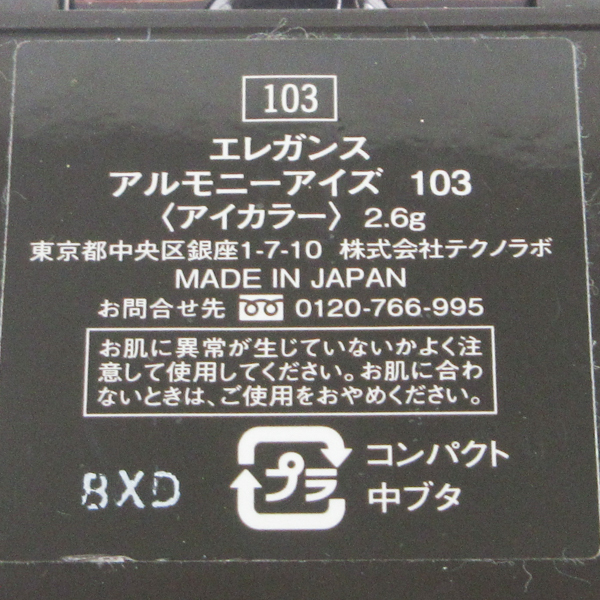 103
エレガンス
アルモニーアイズ 103
〈アイカラー〉 2.6g
東京都中央区銀座1-7-10 株式会社テクノラボ
MADE IN JAPAN
お問合せ先 0120-766-995
お肌に異常が生じていないかよく注
意して使用してください。お肌に合わ
ないときは、ご使用をおやめください。
プラ
コンパクト
中ブタ
8XD